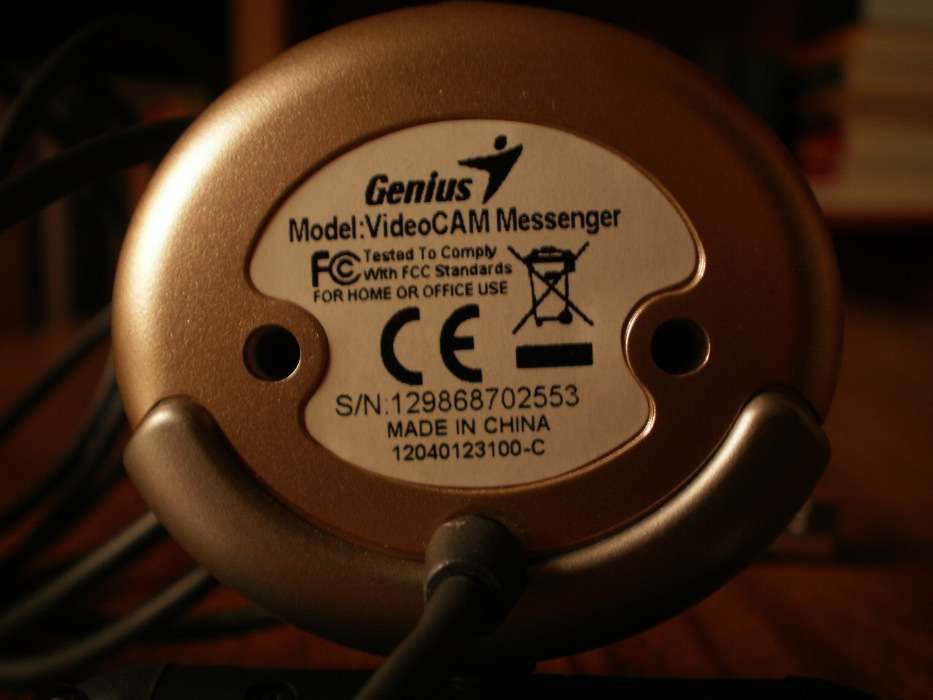 Genius
Model:VideoCAM Messenger
FC Tested To Comply
With FCC Standards
FOR HOME OR OFFICE USE
CE
S/N:129868702553
MADE IN CHINA
12040123100-C